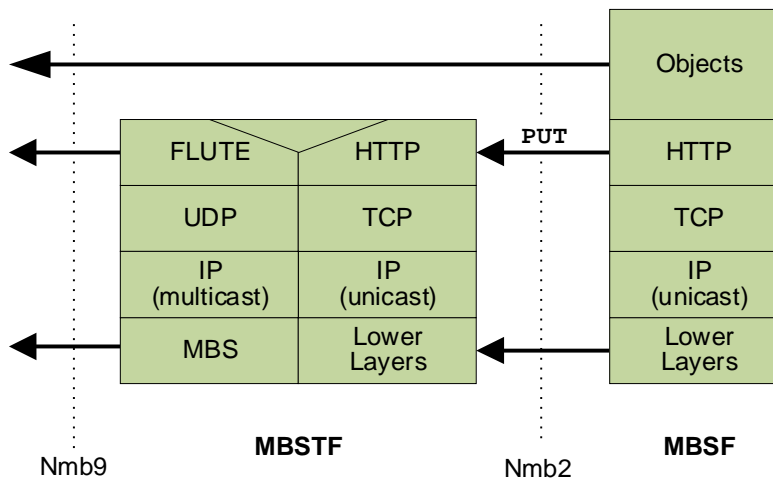 Objects
PUT
FLUTE
HTTP
HTTP
UDP
TCP
TCP
IP
(multicast)
IP
(unicast)
IP
(unicast)
MBS
Lower
Layers
Lower
Layers
MBSTF
MBSF
Nmb9
Nmb2